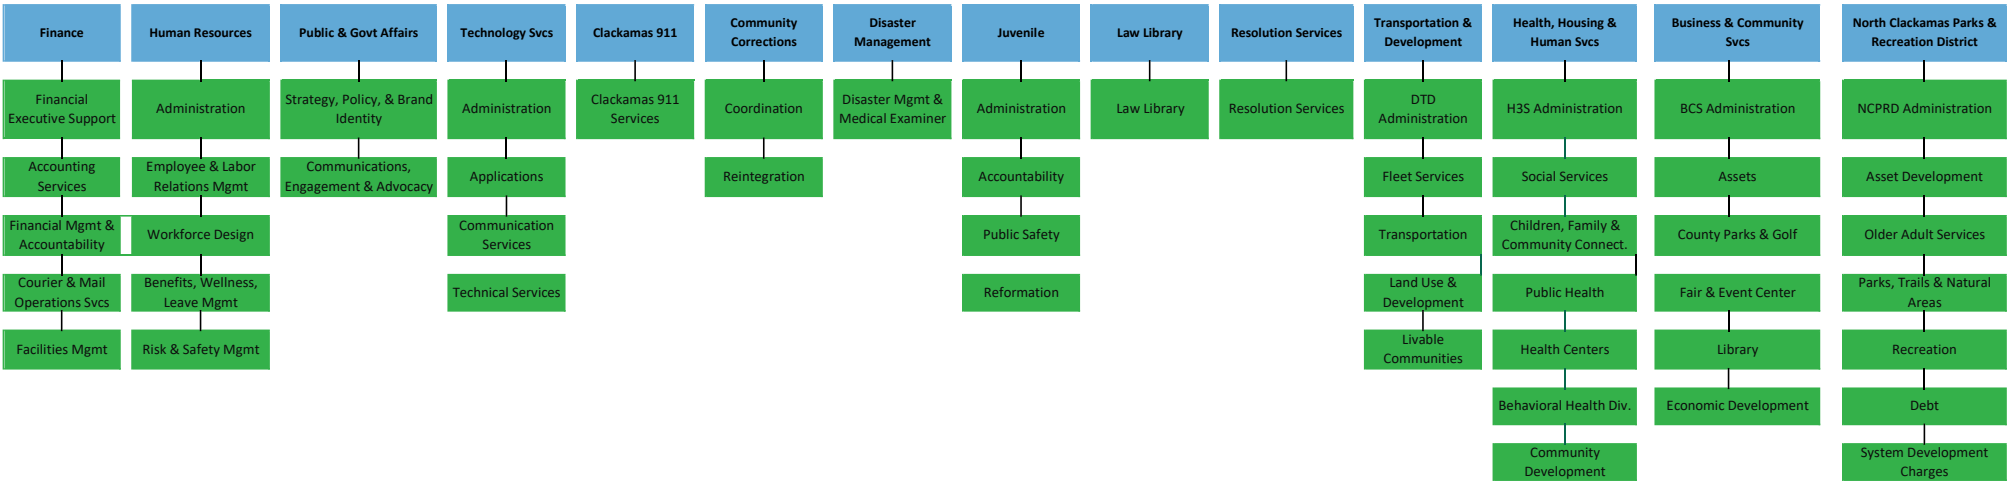 Finance
Human Resources
Public & Govt Affairs
Technology Svcs
Clackamas 911
Community
Corrections
Disaster
Management
Juvenile
Law Library
Resolution Services
Transportation &
Development
Health, Housing &
Human Svcs
Business & Community
Svcs
North Clackamas Parks &
Recreation District
Financial
Executive Support
Accounting
Services
Financial Mgmt &
Accountability
Courier & Mail
Operations Svcs
Facilities Mgmt
Administration
Employee & Labor
Relations Mgmt
Workforce Design
Benefits, Wellness,
Leave Mgmt
Risk & Safety Mgmt
Strategy, Policy, & Brand
Identity
Communications,
Engagement & Advocacy
Administration
Applications
Communication
Services
Technical Services
Clackamas 911
Services
Coordination
Reintegration
Disaster Mgmt &
Medical Examiner
Administration
Accountability
Public Safety
Reformation
Law Library
Resolution Services
DTD
Administration
Fleet Services
Transportation
Land Use &
Development
Livable
Communities
H3S Administration
Social Services
Children, Family &
Community Connect.
Public Health
Health Centers
Behavioral Health Div.
Community
Development
BCS Administration
Assets
County Parks & Golf
Fair & Event Center
Library
Economic Development
NCPRD Administration
Asset Development
Older Adult Services
Parks, Trails & Natural
Areas
Recreation
Debt
System Development
Charges